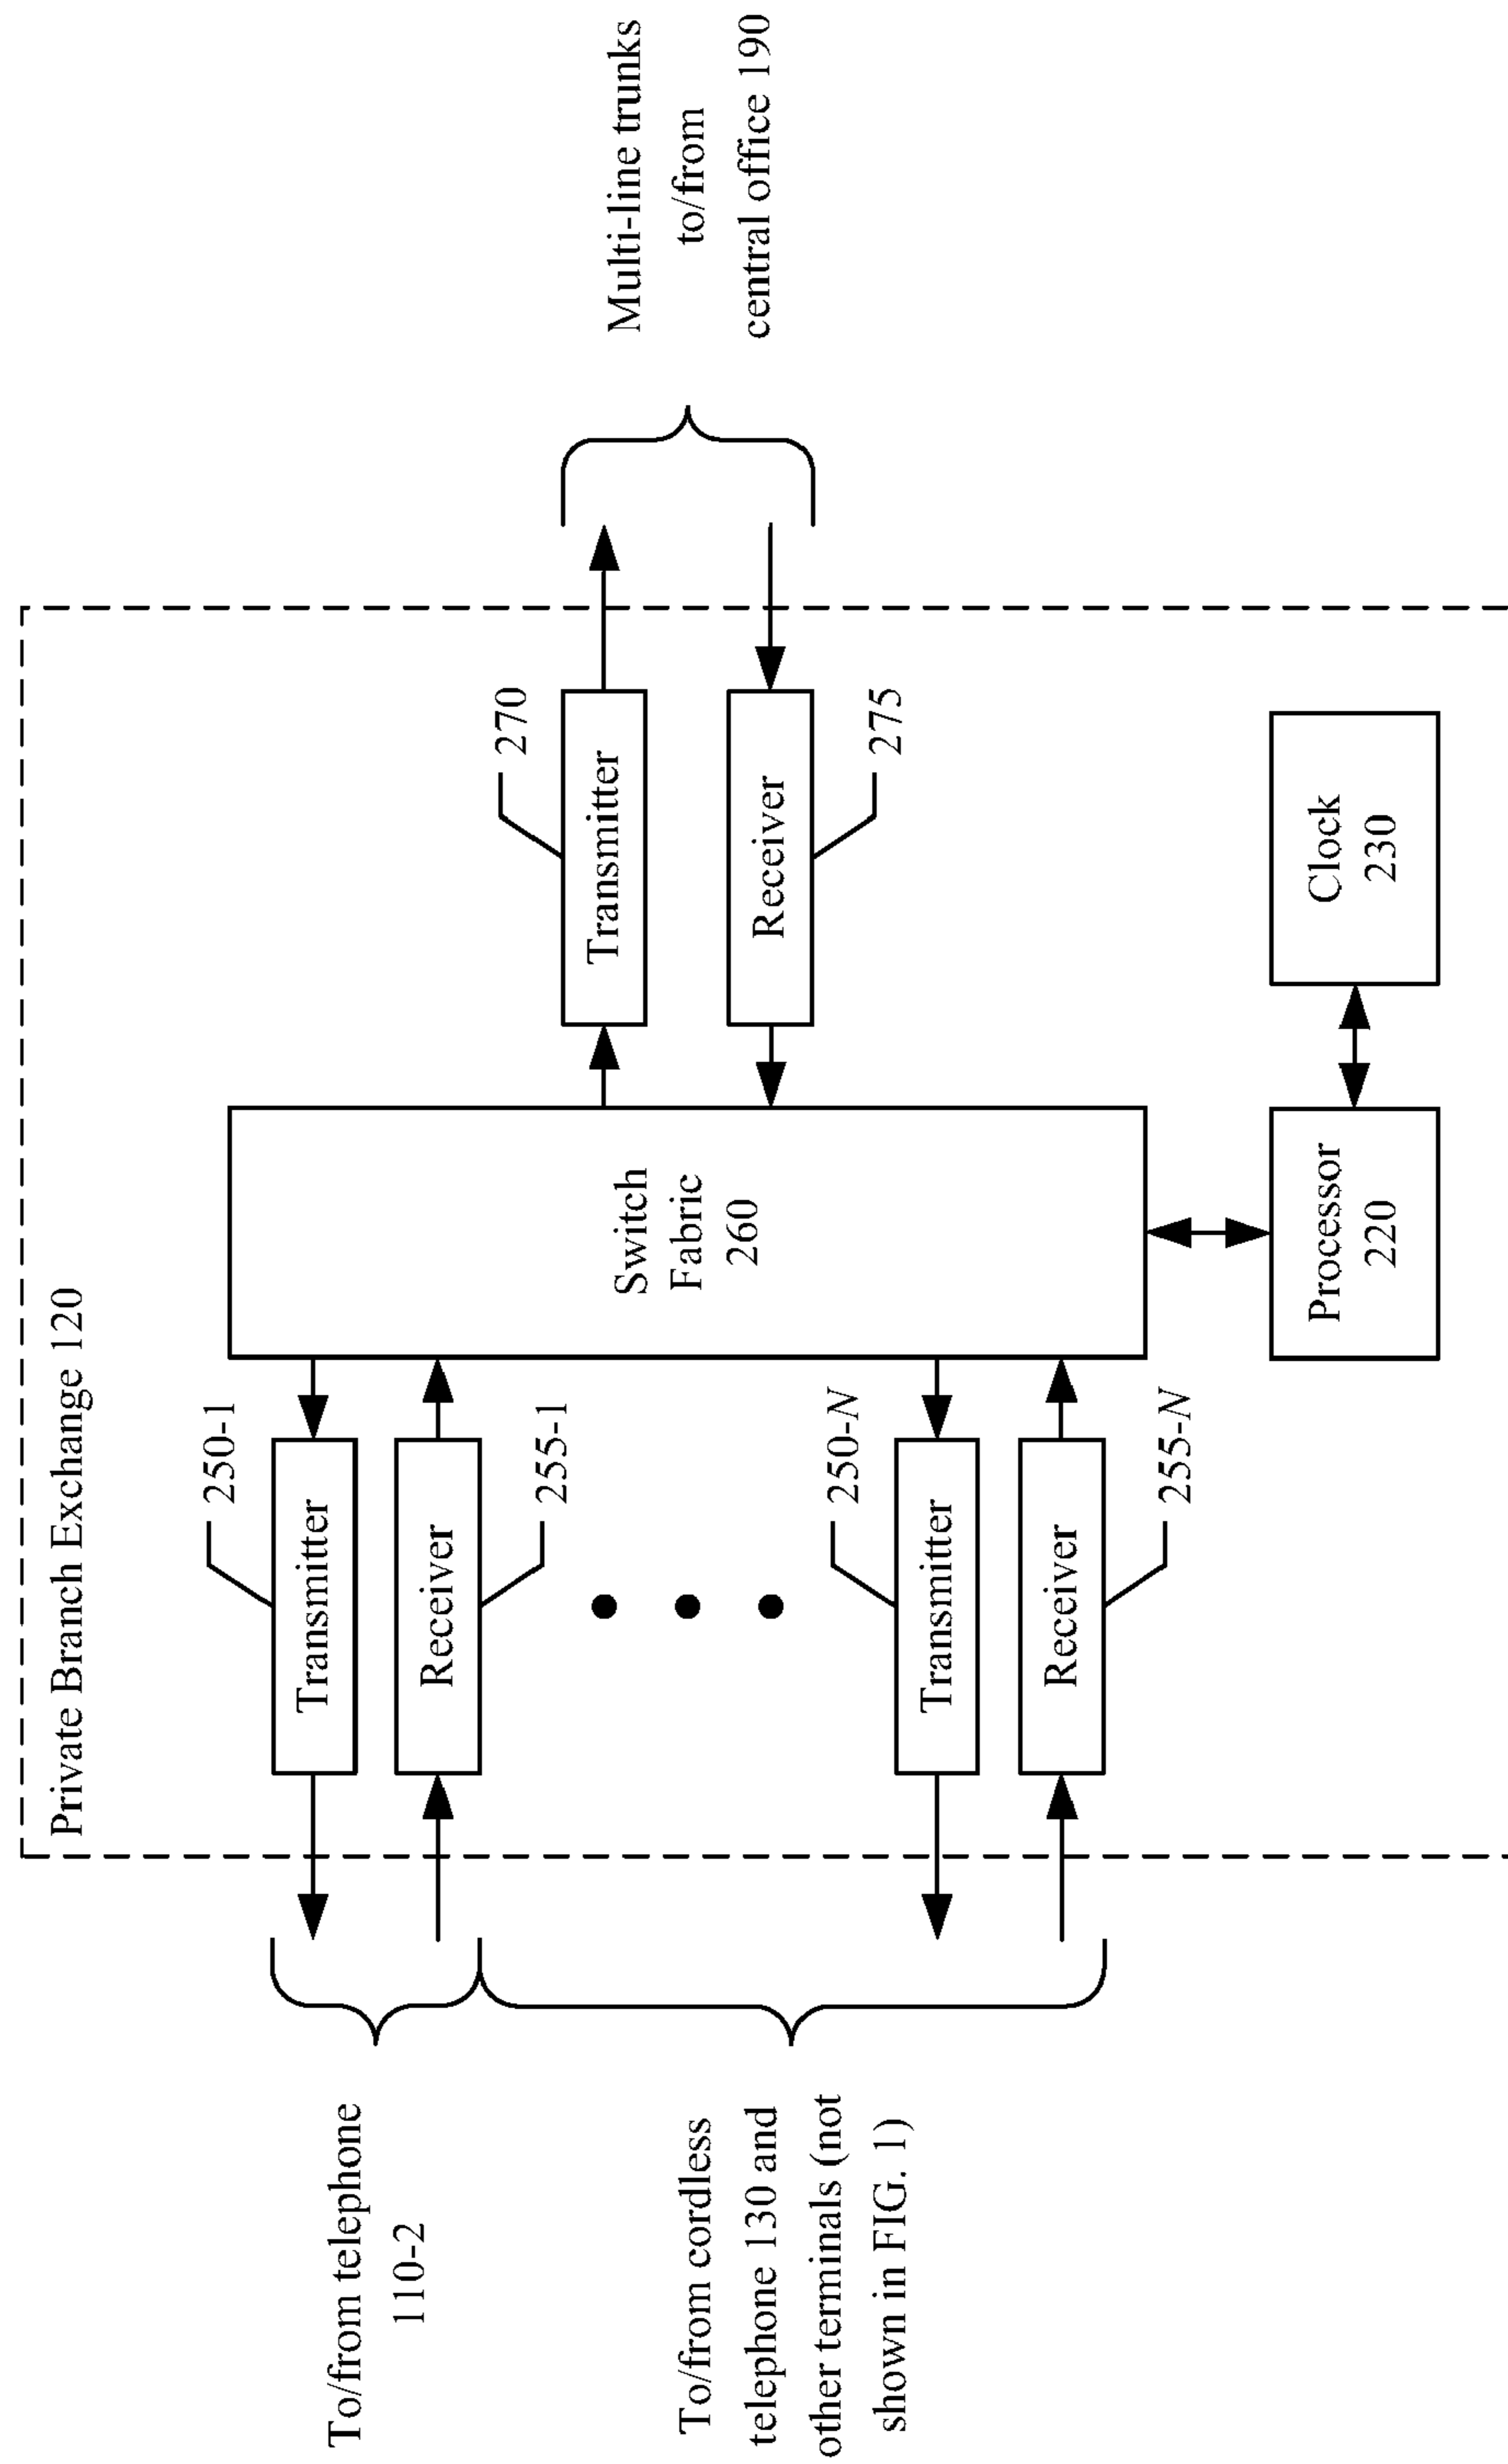 Private Branch Exchange 120
To/from telephone
110-2
250-1
Transmitter
Receiver
255-1
To/from cordless
telephone 130 and
other terminals (not
shown in FIG. 1)
250-N
Transmitter
Receiver
255-N
Switch
Fabric
260
270
Transmitter
Receiver
275
Multi-line trunks
to/from
central office 190
Processor
220
Clock
230